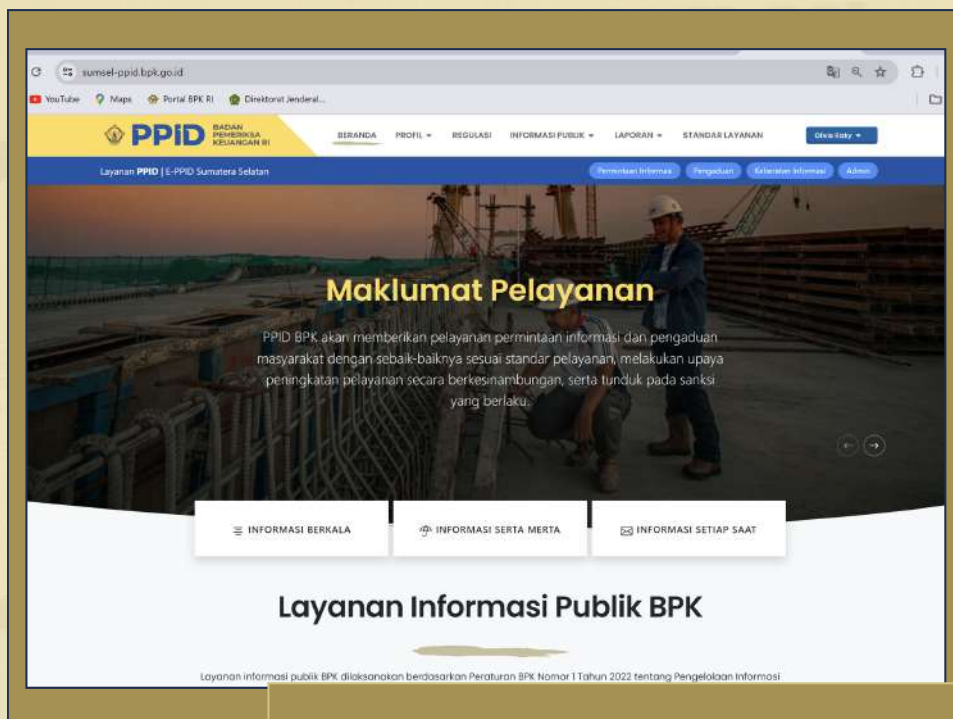 sumsel-ppid.bpk.go.id
YouTube Maps Portal BPK RI Direktorat Jenderal...
PPID BADAN PEMERIKSA KEUANGAN RI
BERANDA PROFIL REGULASI INFORMASI PUBLIK LAPORAN STANDAR LAYANAN
Layanan PPID | E-PPID Sumatera Selatan
Permintaan Informasi Pengaduan Keberatan Informasi Admin
Maklumat Pelayanan
PPID BPK akan memberikan pelayanan permintaan informasi dan pengaduan
masyarakat dengan sebaik-baiknya sesuai standar pelayanan, melakukan upaya
peningkatan pelayanan secara berkesinambungan, serta tunduk pada sanksi
yang berlaku.
INFORMASI BERKALA INFORMASI SERTA MERTA INFORMASI SETIAP SAAT
Layanan Informasi Publik BPK
Layanan informasi publik BPK dilaksanakan berdasarkan Peraturan BPK Nomor 1 Tahun 2022 tentang Pengelolaan Informasi